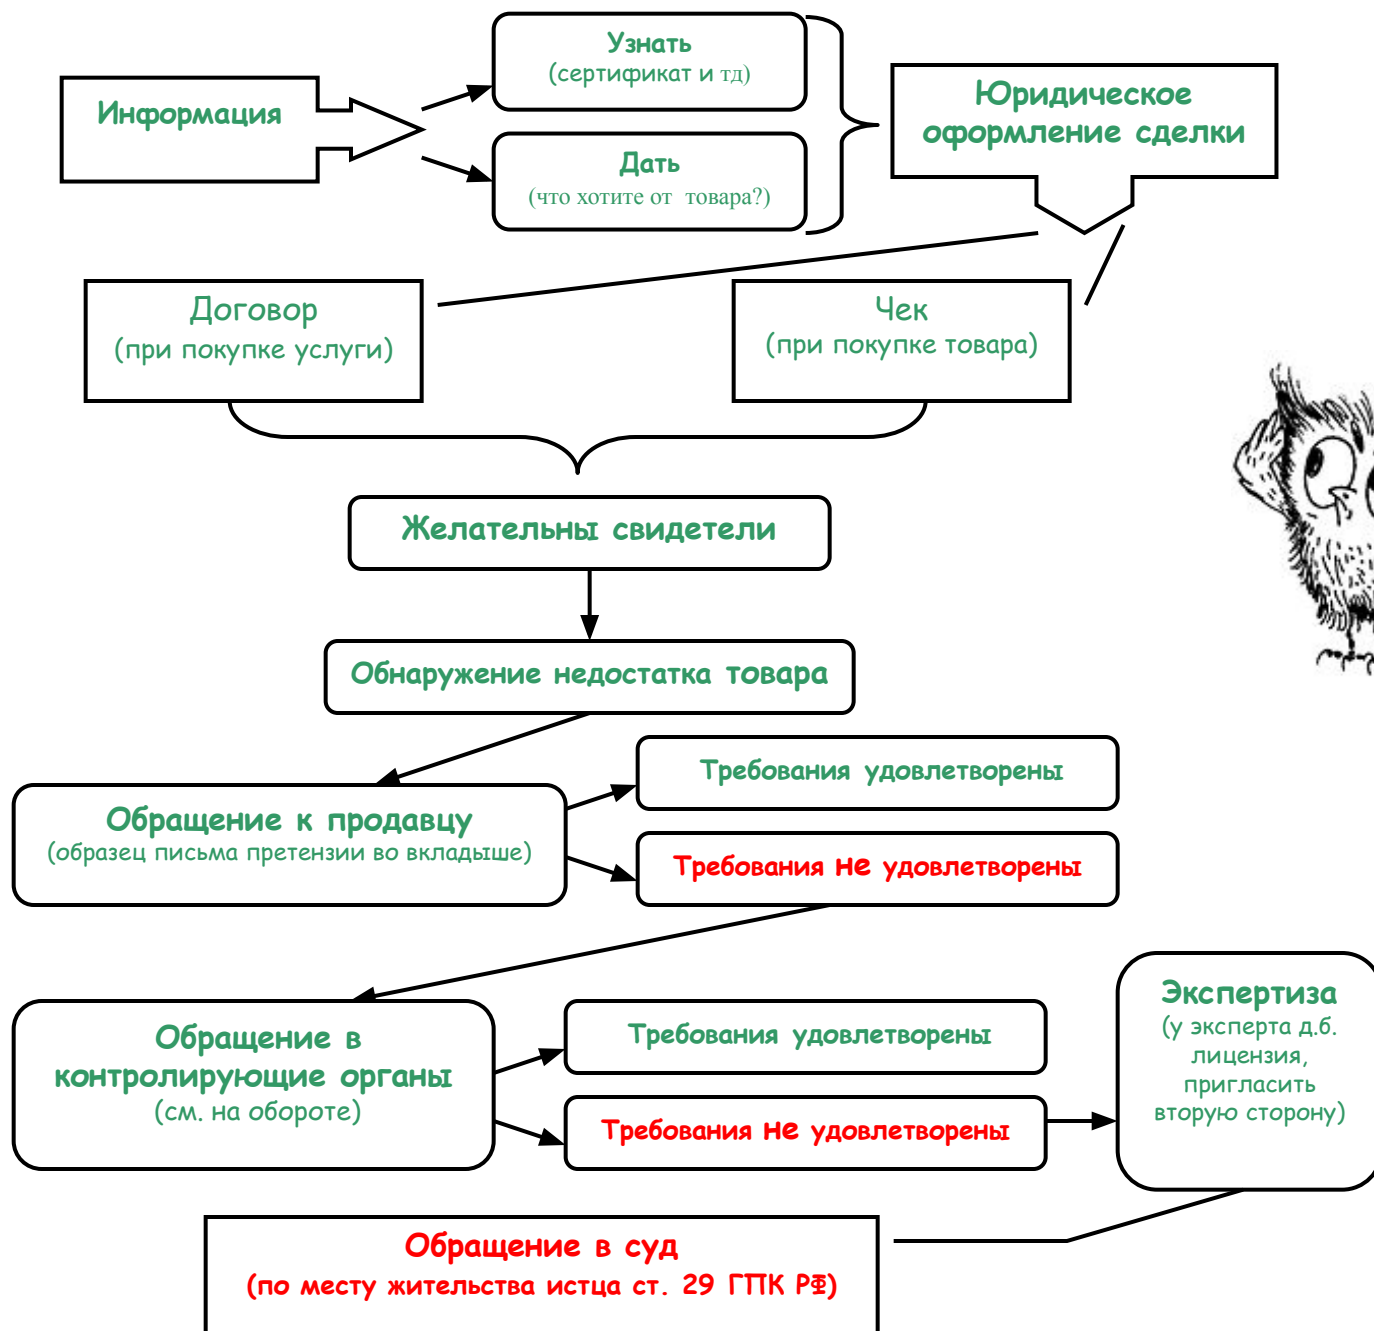 Информация
Узнать
(сертификат и тд)
Дать
(что хотите от  товара?)
Юридическое
оформление сделки
Договор
(при покупке услуги)
Чек
(при покупке товара)
Желательны свидетели
Обнаружение недостатка товара
Обращение к продавцу
(образец письма претензии во вкладыше)
Требования удовлетворены
Требования не удовлетворены
Обращение в
контролирующие органы
(см. на обороте)
Требования удовлетворены
Требования не удовлетворены
Экспертиза
(у эксперта д.б.
лицензия,
пригласить
вторую сторону)
Обращение в суд
(по месту жительства истца ст. 29 ГПК РФ)